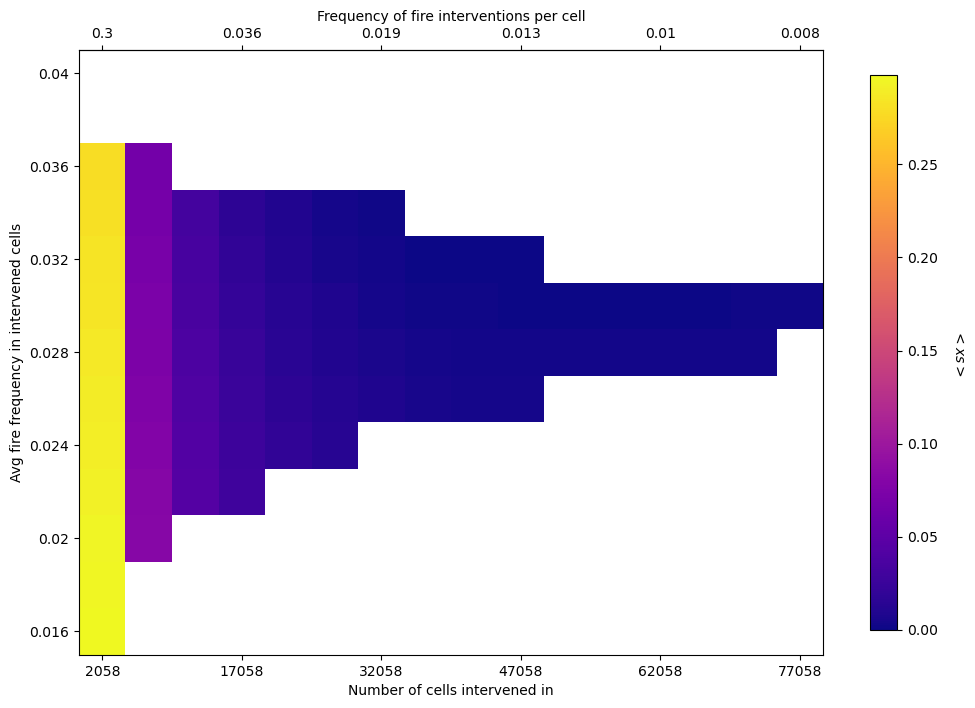 Frequency of fire interventions per cell
0.3 0.036 0.019 0.013 0.01 0.008
Avg fire frequency in intervened cells
0.04
0.036
0.032
0.028
0.024
0.02
0.016
2058 17058 32058 47058 62058 77058
Number of cells intervened in
0.25
0.20
0.15
0.10
0.05
0.00
< xs >